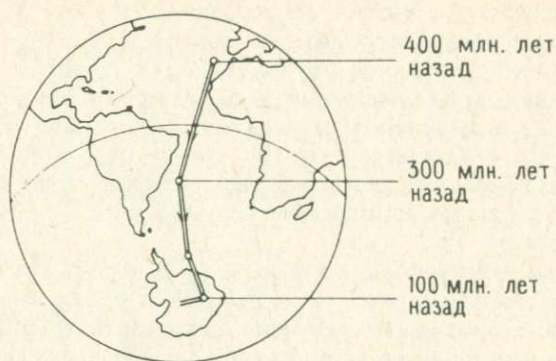 400 млн. лет
назад
300 млн. лет
назад
100 млн. лет
назад